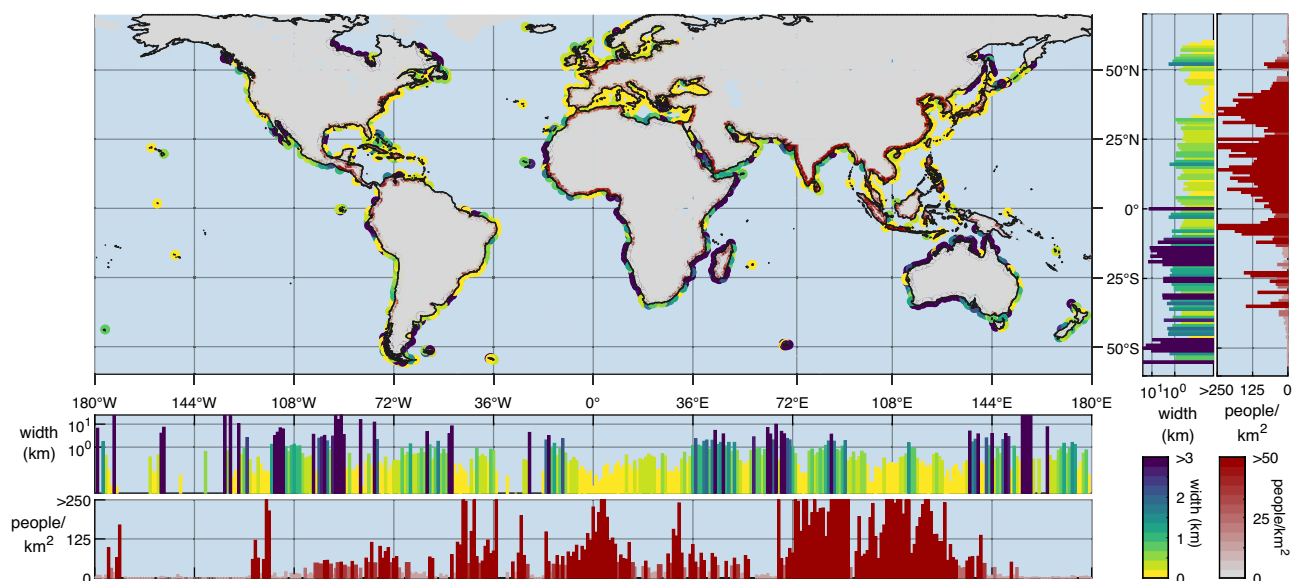 50°N
25°N
0°
25°S
50°S
180°W 144°W 108°W 72°W 36°W 0° 36°E 72°E 108°E 144°E 180°E
10¹10⁰ >250 125 0
width
(km)
people/
km²
width
(km)
10¹
10⁰
people/
km²
>250
125
0
>3
2
1
0
width (km)
>50
25
0
people/km²